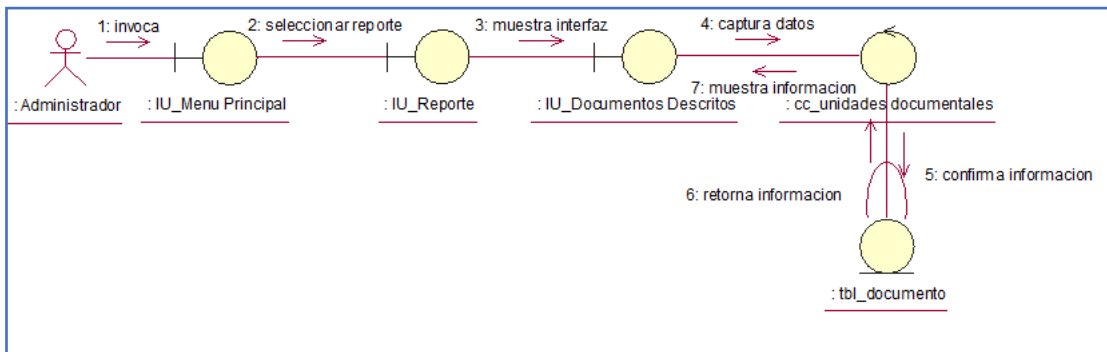 1: invoca
2: seleccionar reporte
3: muestra interfaz
4: captura datos
7: muestra informacion
: Administrador
: IU_Menu Principal
: IU_Reporte
: IU_Documentos Descritos
: cc_unidades documentales
5: confirma informacion
6: retorna informacion
: tbl_documento